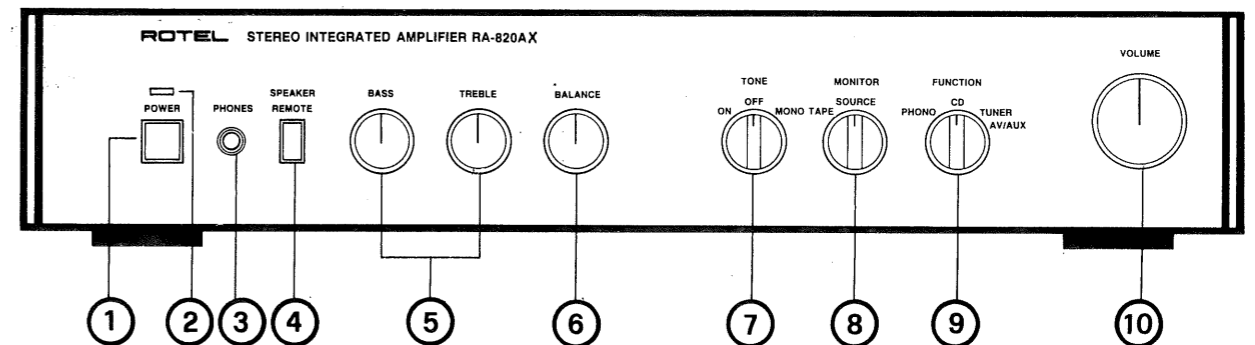 ROTEL STEREO INTEGRATED AMPLIFIER RA-820AX
VOLUME
POWER
PHONES
SPEAKER
REMOTE
BASS
TREBLE
BALANCE
TONE
OFF
ON
MONO
MONITOR
SOURCE
TAPE
FUNCTION
CD
PHONO
TUNER
AV/AUX
1 2 3 4 5 6 7 8 9 10